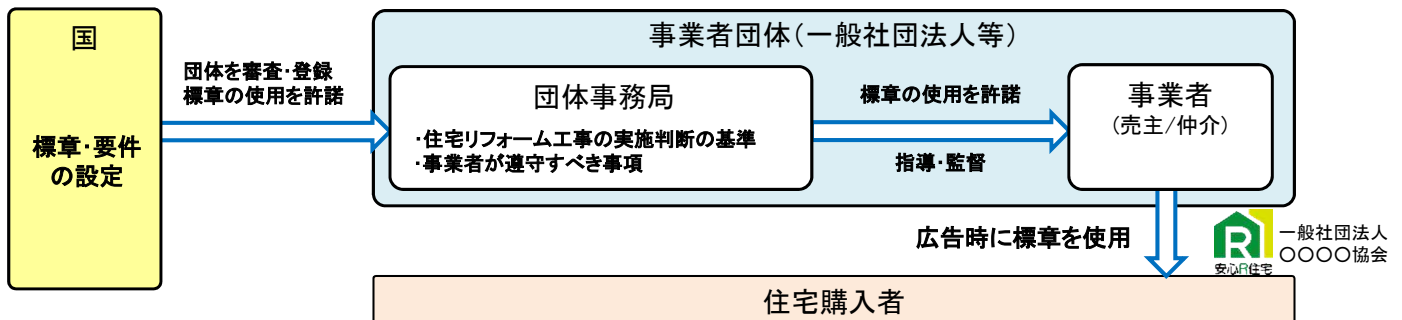 国
標章・要件
の設定
団体を審査・登録
標章の使用を許諾
事業者団体(一般社団法人等)
団体事務局
・住宅リフォーム工事の実施判断の基準
・事業者が遵守すべき事項
標章の使用を許諾
指導・監督
事業者
(売主/仲介)
広告時に標章を使用
R
安心R住宅
一般社団法人
〇〇〇〇協会
住宅購入者